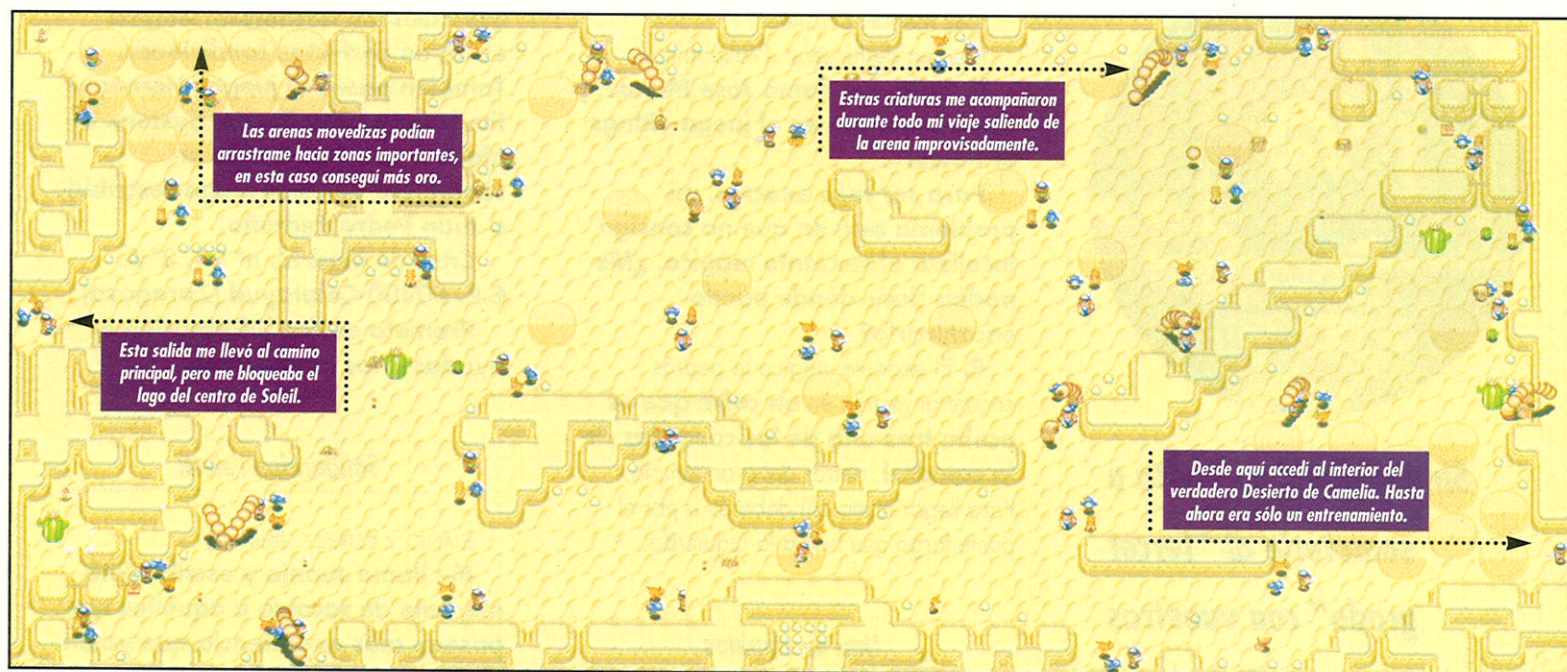 Las arenas movedizas podían
arrastrame hacia zonas importantes,
en esta caso conseguí más oro.
Estras criaturas me acompañaron
durante todo mi viaje saliendo de
la arena improvisadamente.
Esta salida me llevó al camino
principal, pero me bloqueaba el
lago del centro de Soleil.
Desde aquí accedí al interior del
verdadero Desierto de Camelia. Hasta
ahora era sólo un entrenamiento.